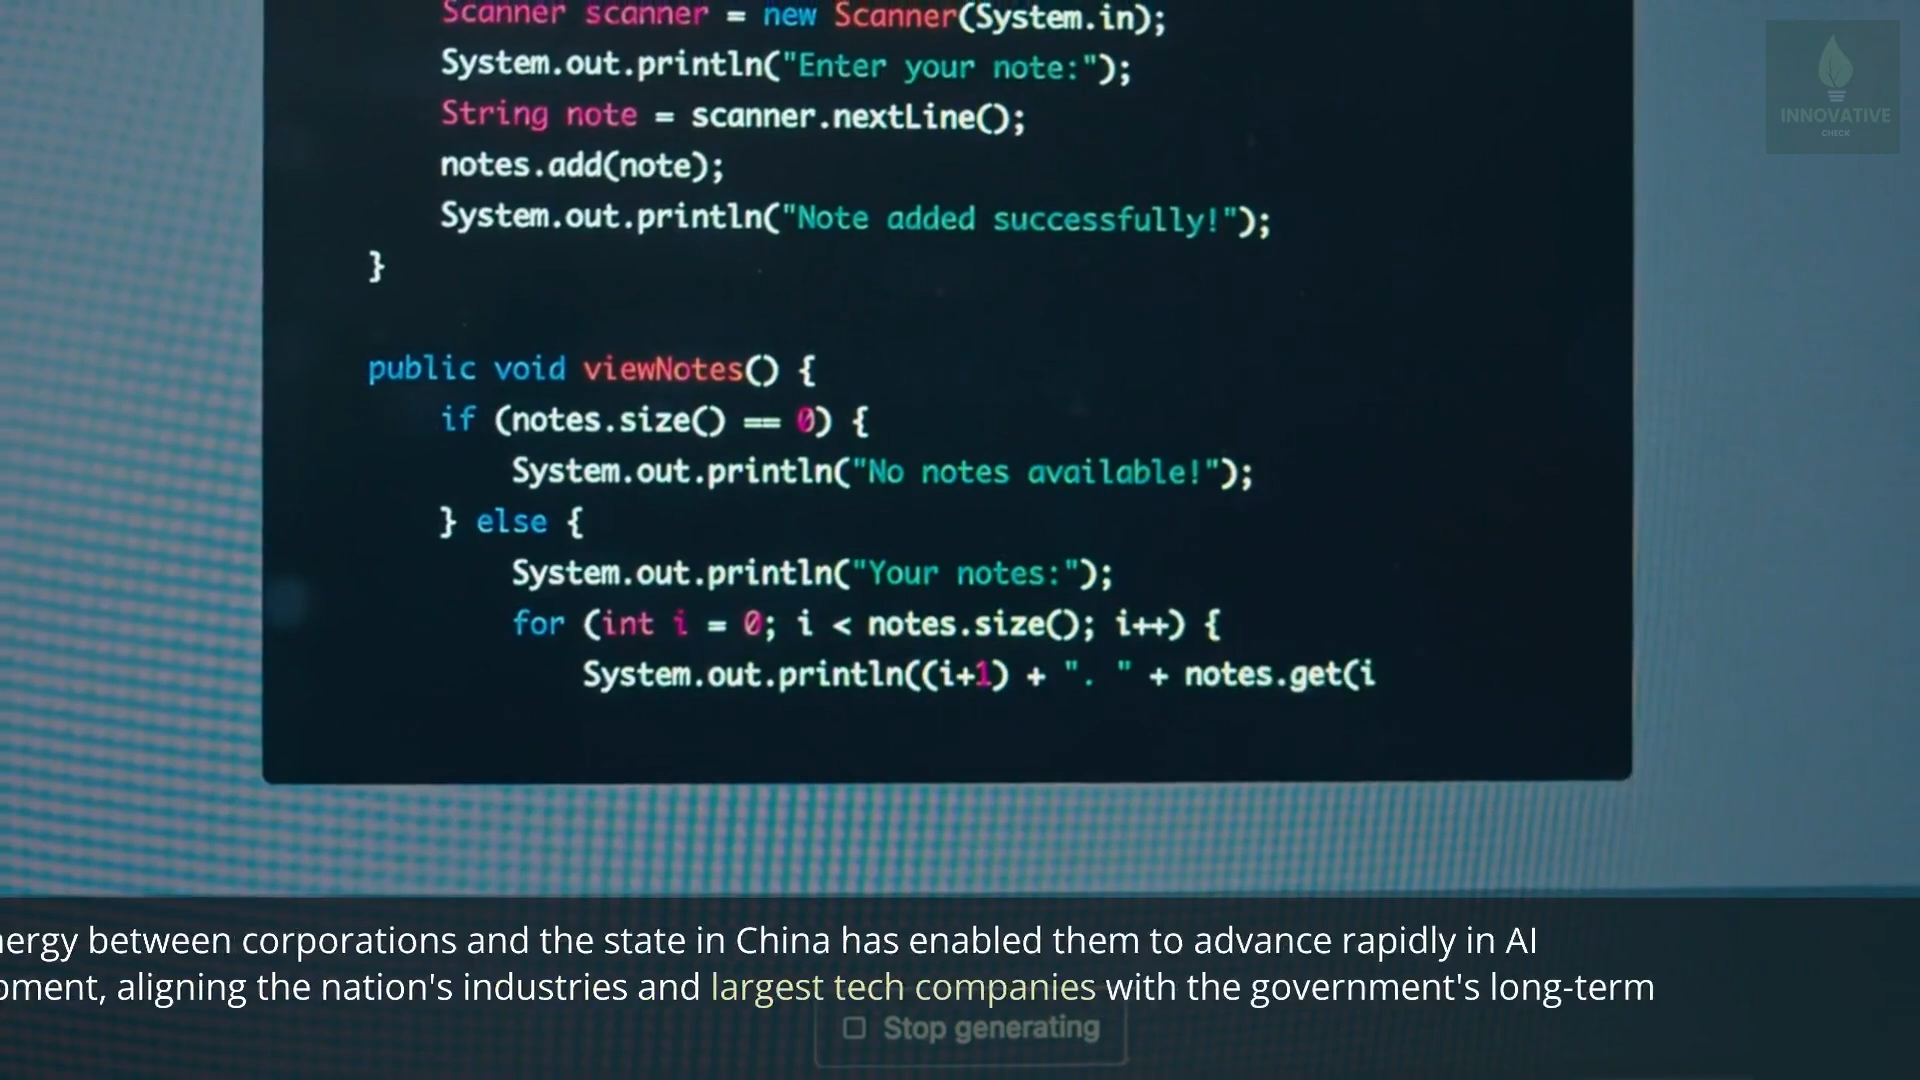 Scanner scanner = new Scanner(System.in);
System.out.println("Enter your note:");
String note = scanner.nextLine();
notes.add(note);
System.out.println("Note added successfully!");
}
public void viewNotes() {
if (notes.size() == 0) {
System.out.println("No notes available!");
} else {
System.out.println("Your notes:");
for (int i = 0; i < notes.size(); i++) {
System.out.println((i+1) + ". " + notes.get(i
INNOVATIVE
CHECK
between corporations and the state in China has enabled them to advance rapidly in AI
aligning the nation's industries and largest tech companies with the government's long-term
Stop generating